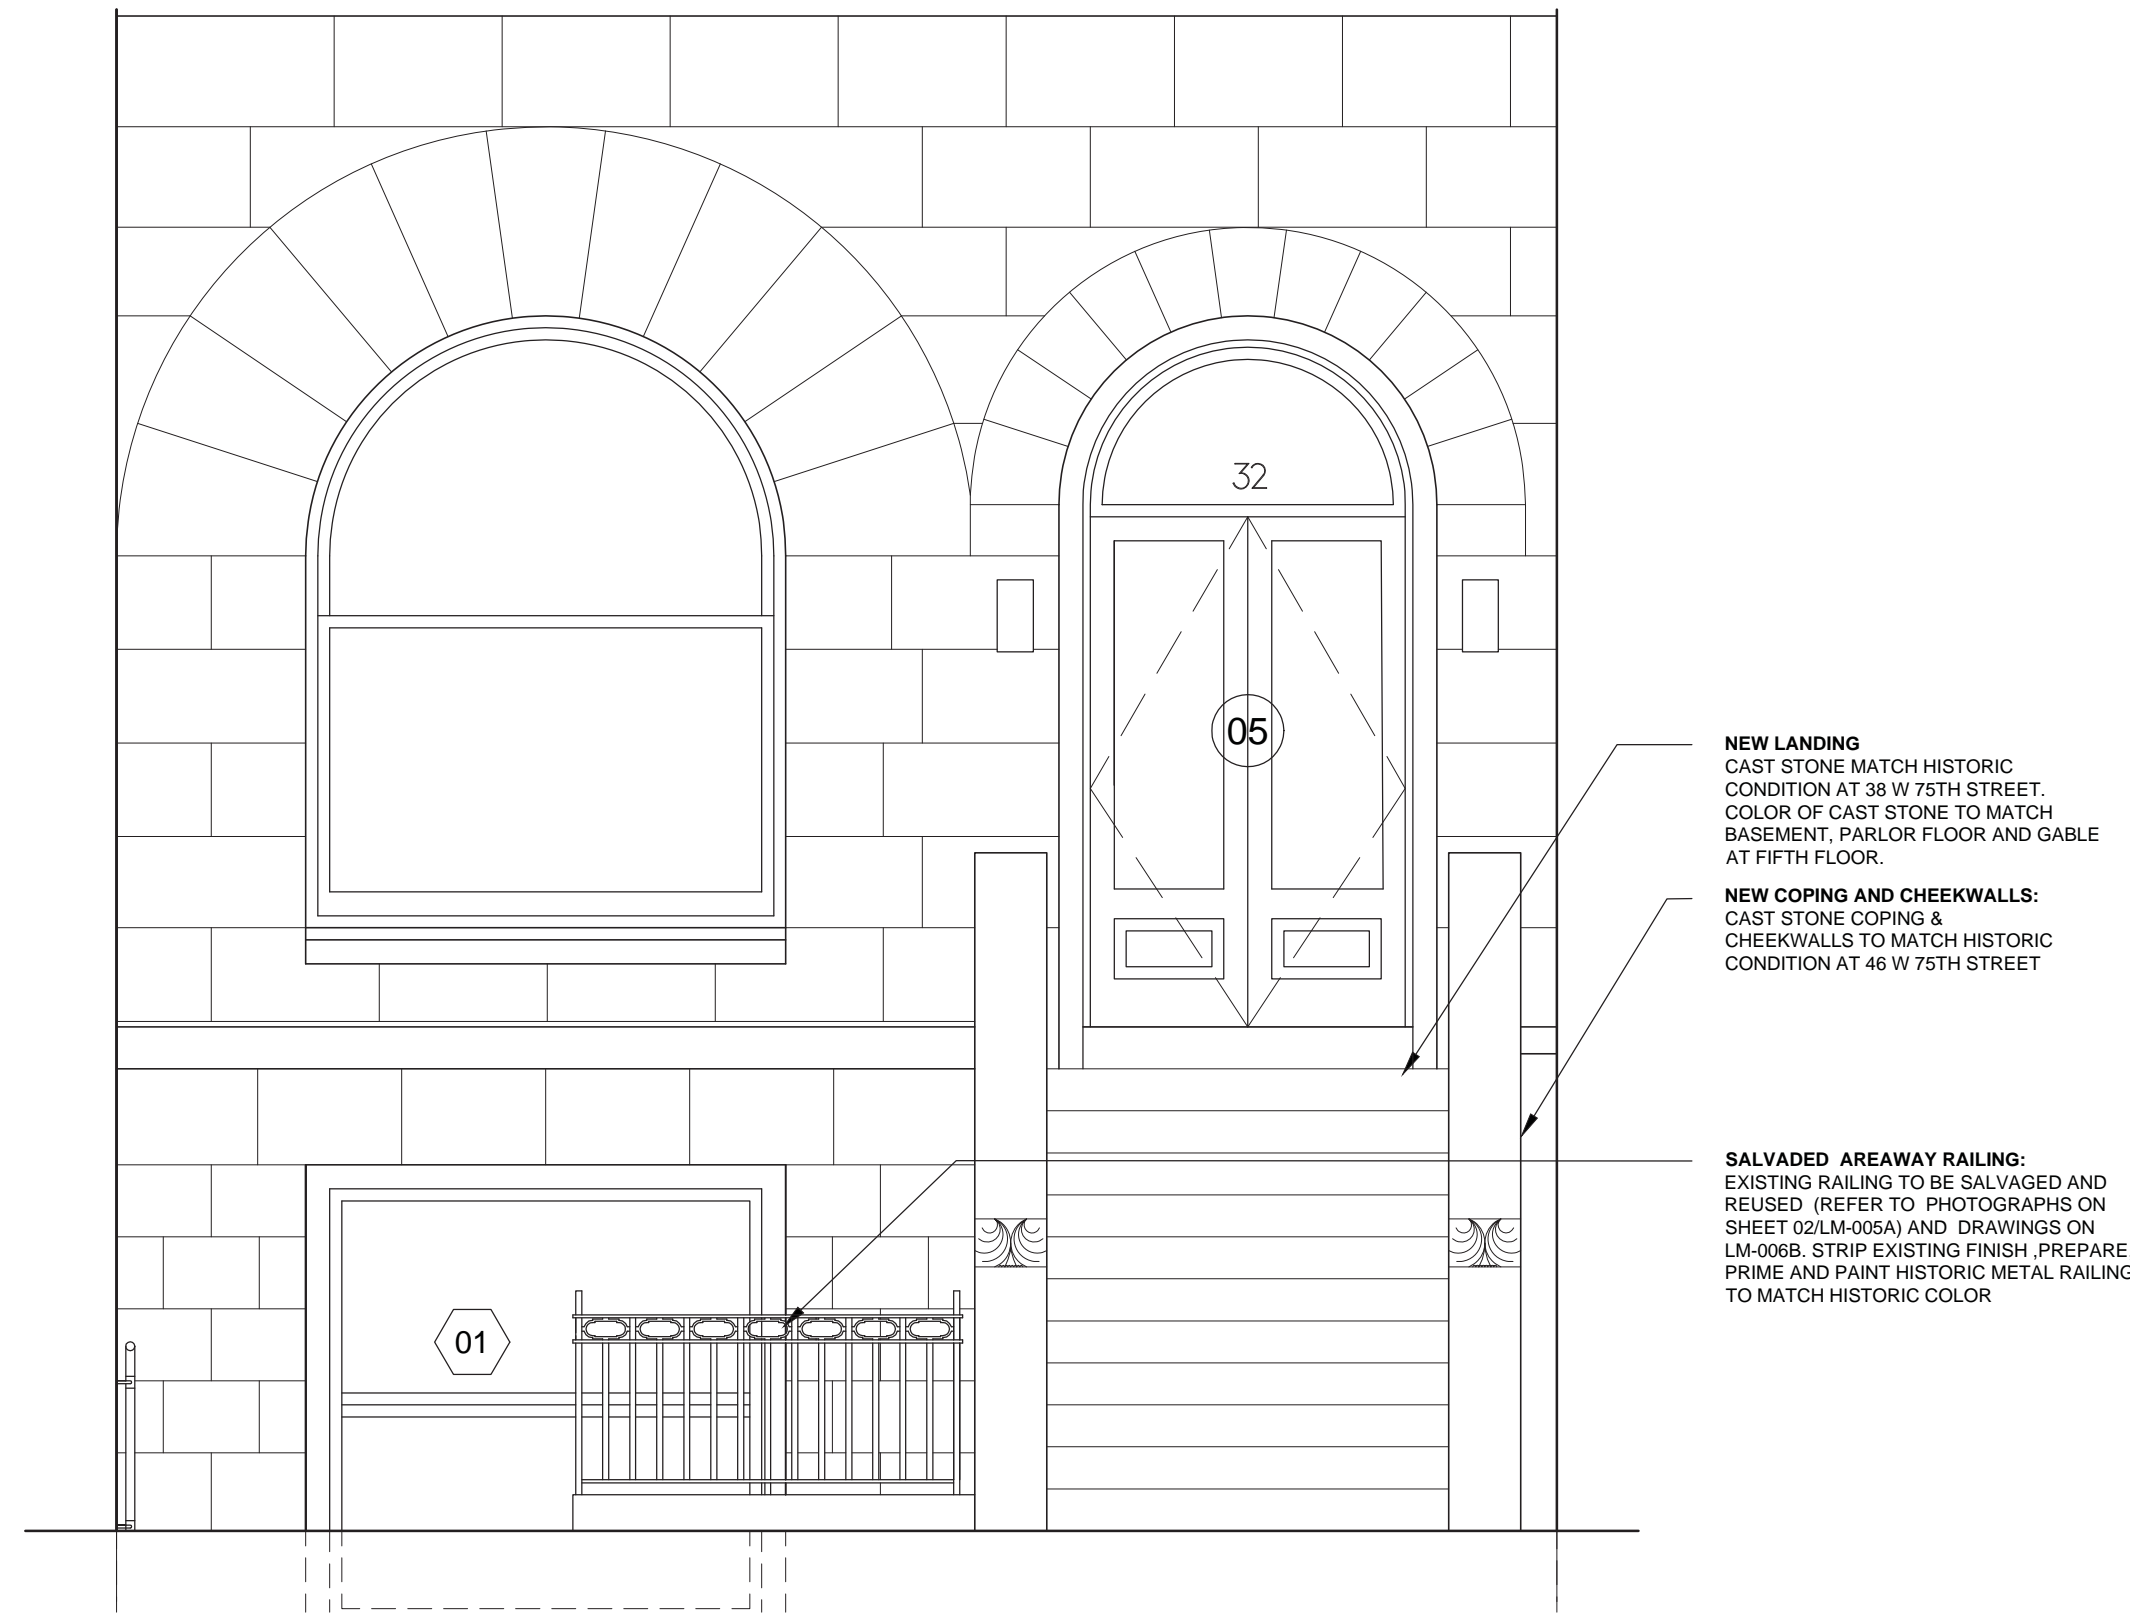 32
05
01
NEW LANDING
CAST STONE MATCH HISTORIC
CONDITION AT 38 W 75TH STREET.
COLOR OF CAST STONE TO MATCH
BASEMENT, PARLOR FLOOR AND GABLE
AT FIFTH FLOOR.
NEW COPING AND CHEEKWALLS:
CAST STONE COPING &
CHEEKWALLS TO MATCH HISTORIC
CONDITION AT 46 W 75TH STREET
SALVADED AREAWAY RAILING:
EXISTING RAILING TO BE SALVAGED AND
REUSED (REFER TO PHOTOGRAPHS ON
SHEET 02/LM-005A) AND DRAWINGS ON
LM-006B. STRIP EXISTING FINISH ,PREPARE
PRIME AND PAINT HISTORIC METAL RAILING
TO MATCH HISTORIC COLOR